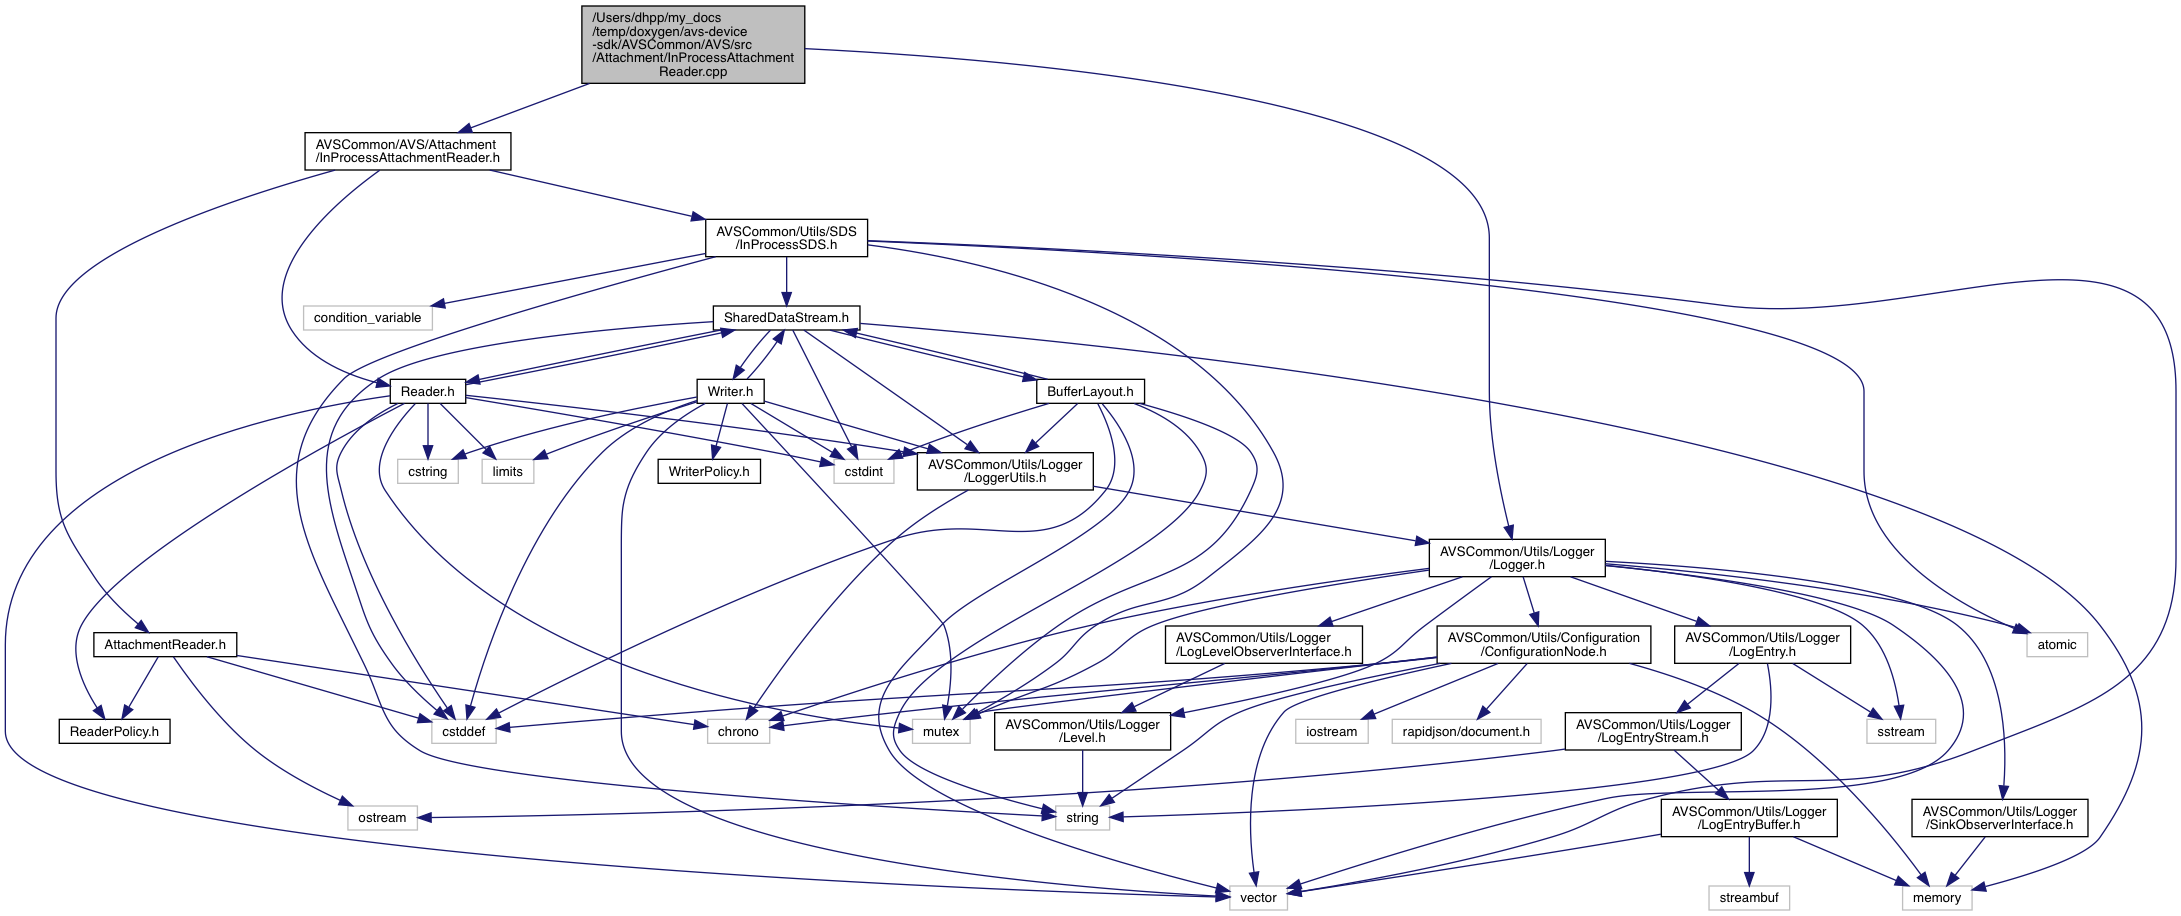 /Users/dhpp/my_docs
/temp/doxygen/avs-device
-sdk/AVSCommon/AVS/src
/Attachment/InProcessAttachment
Reader.cpp
AVSCommon/AVS/Attachment
/InProcessAttachmentReader.h
AVSCommon/Utils/SDS
/InProcessSDS.h
condition_variable
SharedDataStream.h
Reader.h
Writer.h
BufferLayout.h
cstring
limits
WriterPolicy.h
cstdint
AVSCommon/Utils/Logger
/LoggerUtils.h
AVSCommon/Utils/Logger
/Logger.h
AttachmentReader.h
AVSCommon/Utils/Logger
/LogLevelObserverInterface.h
AVSCommon/Utils/Configuration
/ConfigurationNode.h
AVSCommon/Utils/Logger
/LogEntry.h
atomic
ReaderPolicy.h
cstddef
chrono
mutex
AVSCommon/Utils/Logger
/Level.h
iostream
rapidjson/document.h
AVSCommon/Utils/Logger
/LogEntryStream.h
sstream
ostream
string
AVSCommon/Utils/Logger
/LogEntryBuffer.h
AVSCommon/Utils/Logger
/SinkObserverInterface.h
vector
streambuf
memory